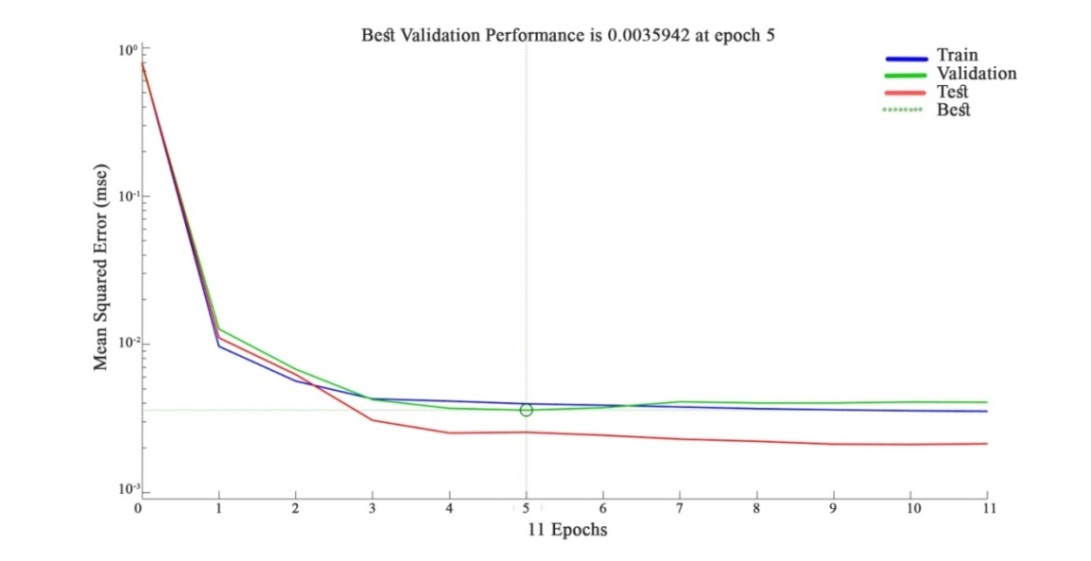 Best Validation Performance is 0.0035942 at epoch 5
Train
Validation
Test
Best
Mean Squared Error (mse)
10⁰
10⁻¹
10⁻²
10⁻³
0 1 2 3 4 5 6 7 8 9 10 11
11 Epochs